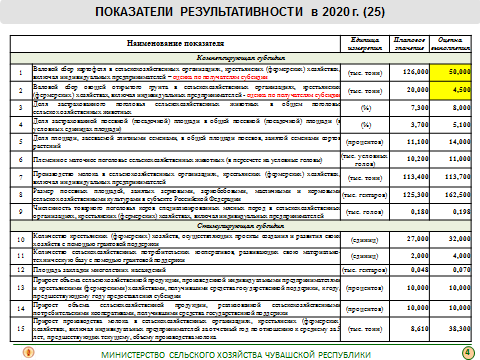 ПОКАЗАТЕЛИ РЕЗУЛЬТАТИВНОСТИ в 2020 г. (25)
Наименование показателя Единица измерения Плановое значение Оценка выполнения
Компенсирующая субсидия
1 Валовой сбор картофеля в сельскохозяйственных организациях, крестьянских (фермерских) хозяйствах,
включая индивидуальных предпринимателей – оценка по получателям субсидии (тыс. тонн) 126,000 50,000
2 Валовой сбор овощей открытого грунта в сельскохозяйственных организациях, крестьянских
(фермерских) хозяйствах, включая индивидуальных предпринимателей - оценка по получателям субсидии (тыс. тонн) 20,000 4,500
3 Доля застрахованного поголовья сельскохозяйственных животных в общем поголовье
сельскохозяйственных животных (%) 7,300 8,000
4 Доля застрахованной посевной (посадочной) площади в общей посевной (посадочной) площади (в
условных единицах площади) (%) 3,700 5,100
5 Доля площади, засеваемой элитными семенами, в общей площади посевов, занятой семенами сортов
растений (процентов) 11,100 14,000
6 Племенное маточное поголовье сельскохозяйственных животных (в пересчете на условные головы) (тыс. условных голов) 10,200 11,000
7 Производство молока в сельскохозяйственных организациях, крестьянских (фермерских) хозяйствах,
включая индивидуальных предпринимателей (тыс. тонн) 113,400 113,700
8 Размер посевных площадей, занятых зерновыми, зернобобовыми, масличными и кормовыми
сельскохозяйственными культурами в субъекте Российской Федерации (тыс. гектаров) 125,300 162,500
9 Численность товарного поголовья коров специализированных мясных пород в сельскохозяйственных
организациях, крестьянских (фермерских) хозяйствах, включая индивидуальных предпринимателей (тыс. голов) 0,180 0,198
Стимулирующая субсидия
10 Количество крестьянских (фермерских) хозяйств, осуществляющих проекты создания и развития своих
хозяйств с помощью грантовой поддержки (единиц) 27,000 32,000
11 Количество сельскохозяйственных потребительских кооперативов, развивающих свою материально-
техническую базу с помощью грантовой поддержки (единиц) 2,000 4,000
12 Площадь закладки многолетних насаждений (тыс. гектаров) 0,048 0,070
13 Прирост объема сельскохозяйственной продукции, произведенной индивидуальными предпринимателями
и крестьянскими (фермерскими) хозяйствами, получившими средства государственной поддержки, к году,
предшествующему году предоставления субсидии (процентов) 10,000 10,000
14 Прирост объема сельскохозяйственной продукции, реализованной сельскохозяйственными
потребительскими кооперативами, получившими средства государственной поддержки (процентов) 10,000 10,000
15 Прирост производства молока в сельскохозяйственных организациях, крестьянских (фермерских)
хозяйствах, включая индивидуальных предпринимателей за отчетный год по отношению к среднему за 5
лет, предшествующих текущему, объему производства молока (тыс. тонн) 8,610 38,300
МИНИСТЕРСТВО СЕЛЬСКОГО ХОЗЯЙСТВА ЧУВАШСКОЙ РЕСПУБЛИКИ
4